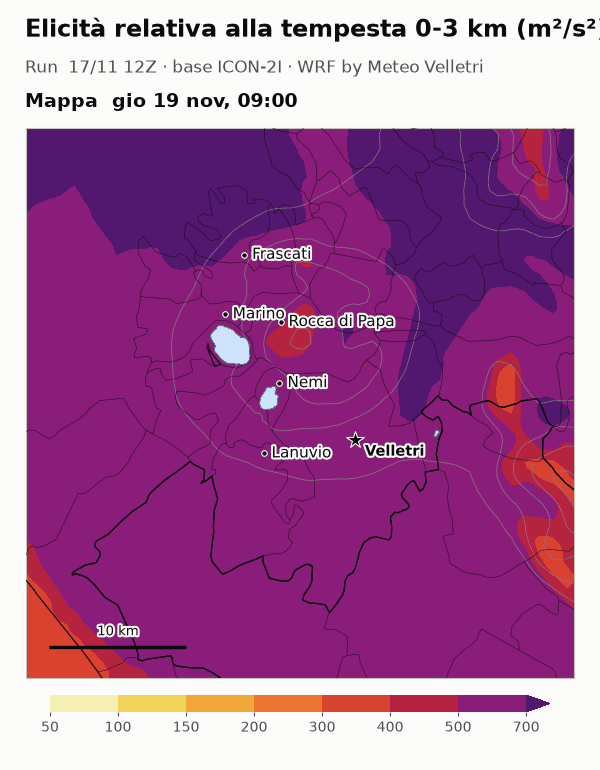 Elicità relativa alla tempesta 0-3 km (m²/s²)
Run  17/11 12Z · base ICON-2I · WRF by Meteo Velletri
Mappa  gio 19 nov, 09:00
Frascati
Marino
Rocca di Papa
Nemi
Velletri
Lanuvio
10 km
50 100 150 200 300 400 500 700